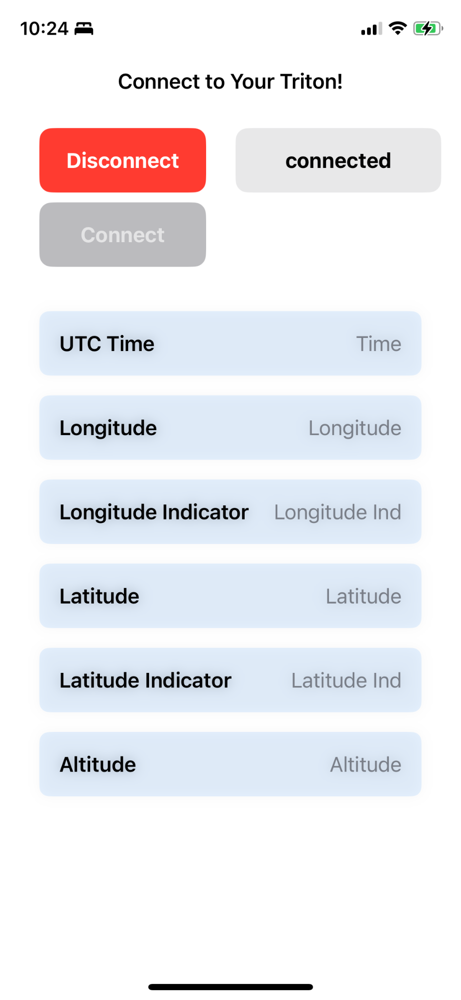 10:24
Connect to Your Triton!
Disconnect
connected
Connect
UTC Time Time
Longitude Longitude
Longitude Indicator Longitude Ind
Latitude Latitude
Latitude Indicator Latitude Ind
Altitude Altitude